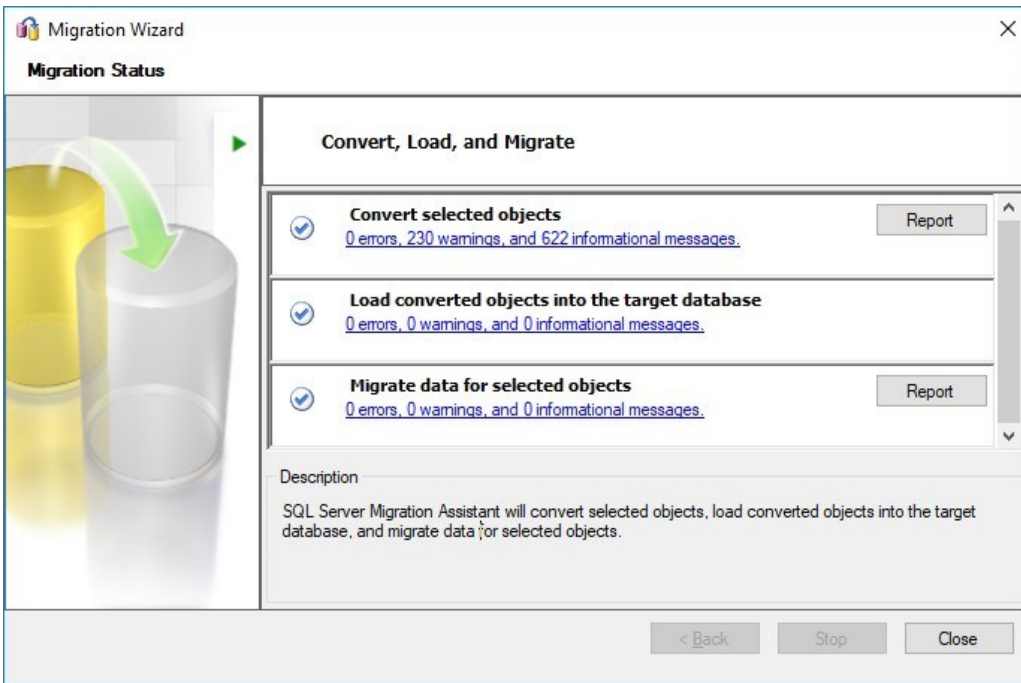 Migration Wizard
Migration Status
Convert, Load, and Migrate
Convert selected objects
0 errors, 230 warnings, and 622 informational messages.
Report
Load converted objects into the target database
0 errors, 0 warnings, and 0 informational messages.
Migrate data for selected objects
0 errors, 0 warnings, and 0 informational messages.
Report
Description
SQL Server Migration Assistant will convert selected objects, load converted objects into the target
database, and migrate data for selected objects.
< Back
Stop
Close